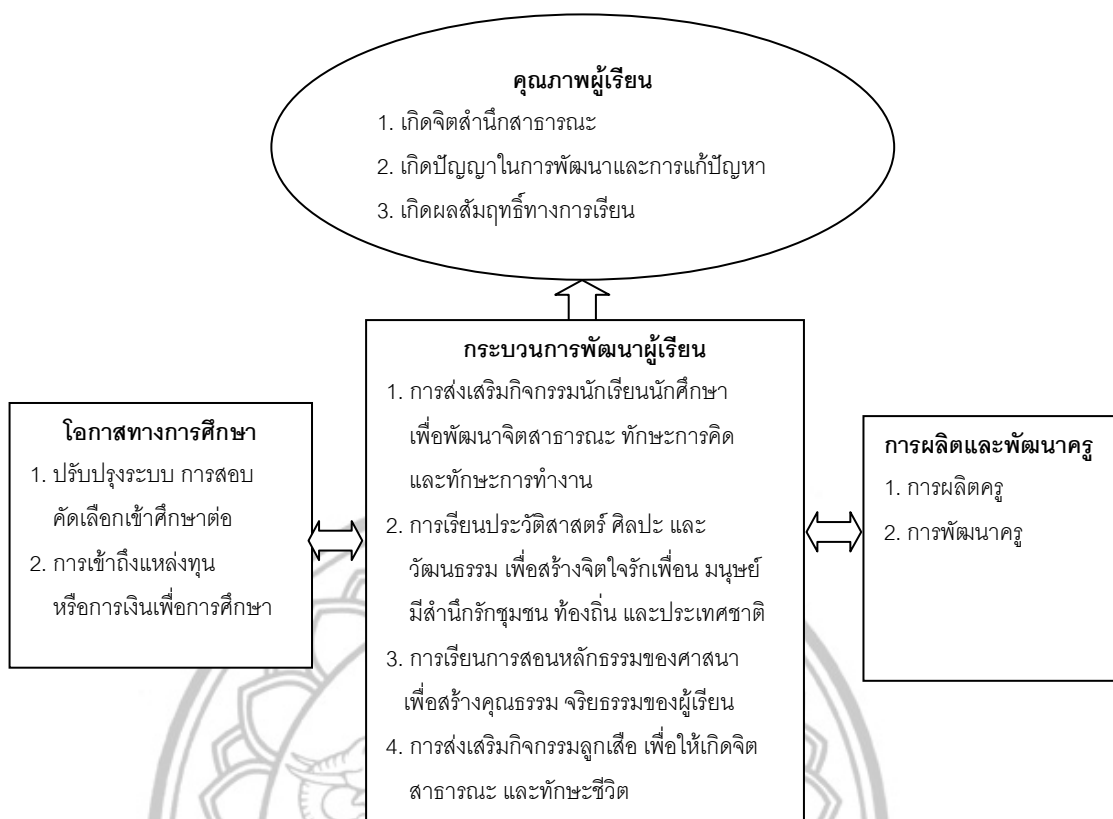 คุณภาพผู้เรียน
1. เกิดจิตสำนึกสาธารณะ
2. เกิดปัญญาในการพัฒนาและการแก้ปัญหา
3. เกิดผลสัมฤทธิ์ทางการเรียน
โอกาสทางการศึกษา
1. ปรับปรุงระบบ การสอบ
คัดเลือกเข้าศึกษาต่อ
2. การเข้าถึงแหล่งทุน
หรือการเงินเพื่อการศึกษา
กระบวนการพัฒนาผู้เรียน
1. การส่งเสริมกิจกรรมนักเรียนนักศึกษา
เพื่อพัฒนาจิตสาธารณะ ทักษะการคิด
และทักษะการทำงาน
2. การเรียนประวัติสาสตร์ ศิลปะ และ
วัฒนธรรม เพื่อสร้างจิตใจรักเพื่อน มนุษย์
มีสำนึกรักชุมชน ท้องถิ่น และประเทศชาติ
3. การเรียนการสอนหลักธรรมของศาสนา
เพื่อสร้างคุณธรรม จริยธรรมของผู้เรียน
4. การส่งเสริมกิจกรรมลูกเสือ เพื่อให้เกิดจิต
สาธารณะ และทักษะชีวิต
การผลิตและพัฒนาครู
1. การผลิตครู
2. การพัฒนาครู